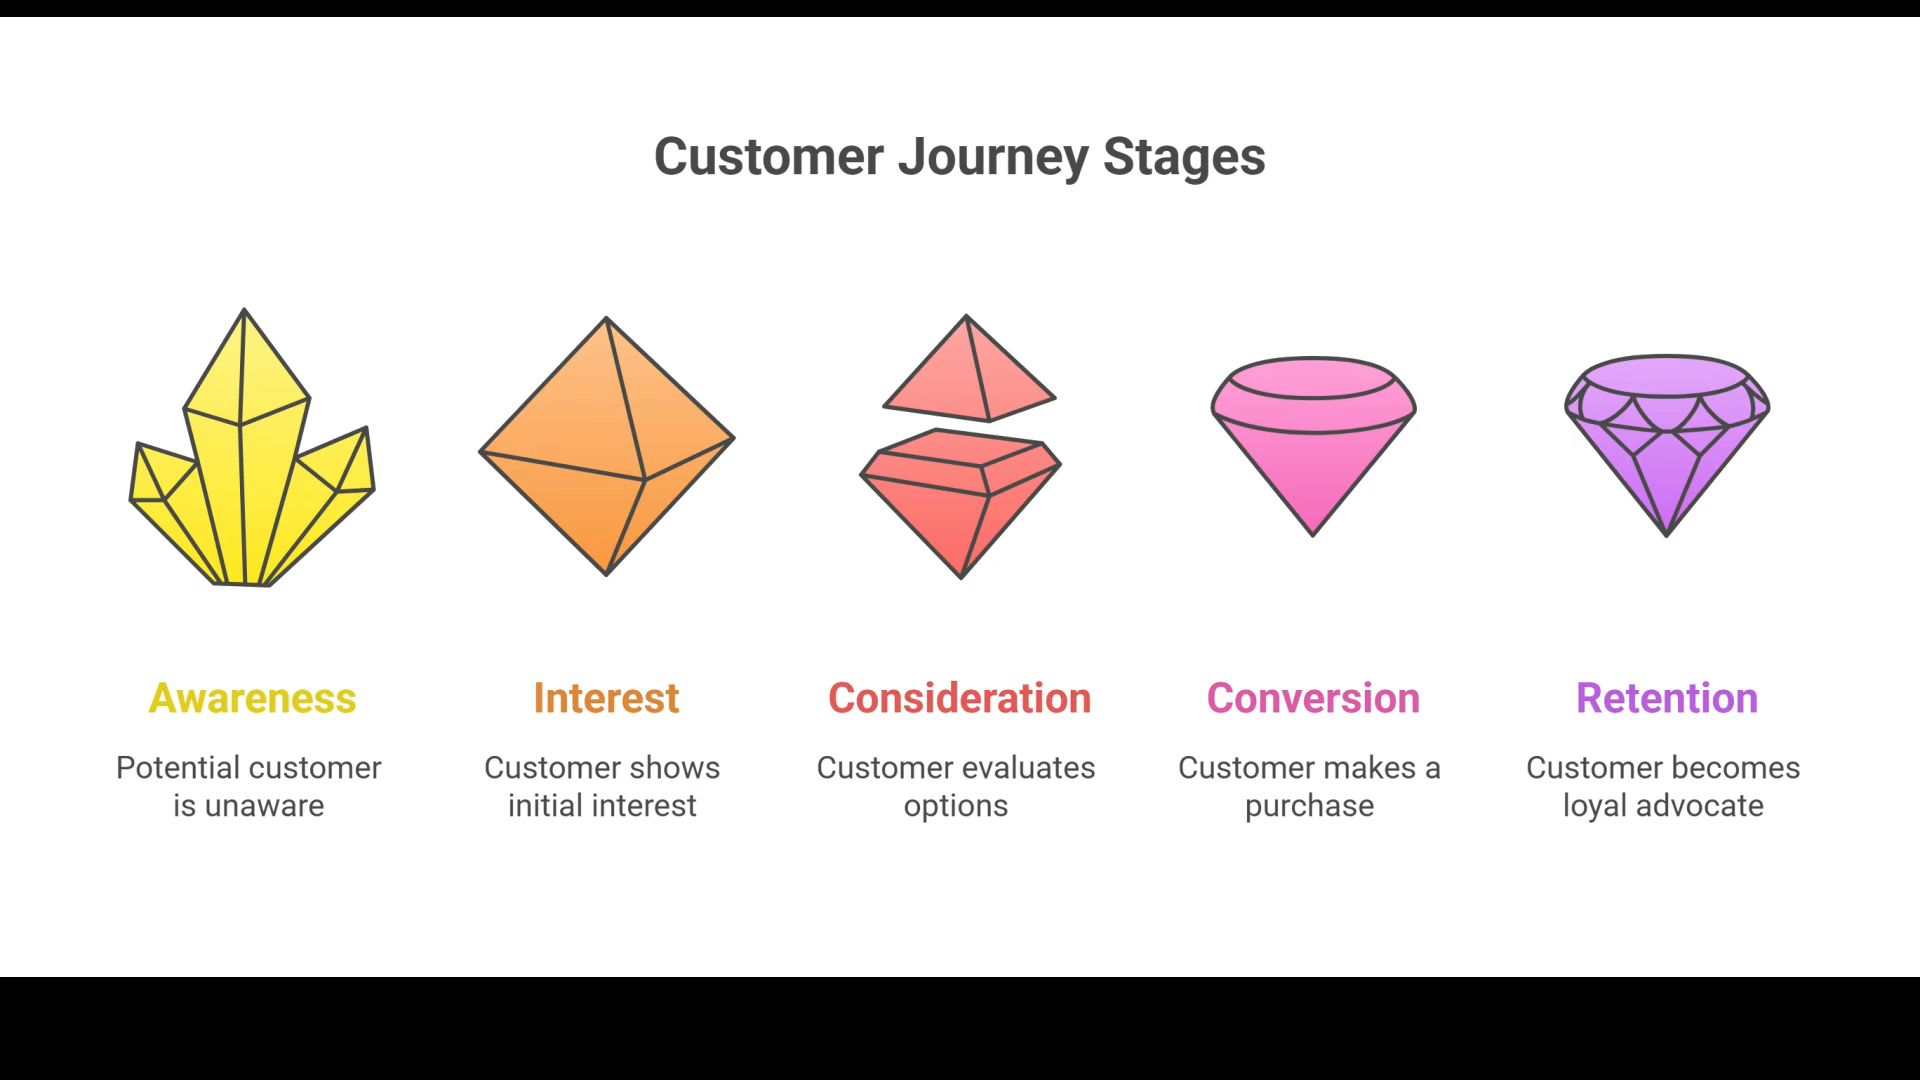 Customer Journey Stages
Awareness
Potential customer
is unaware
Interest
Customer shows
initial interest
Consideration
Customer evaluates
options
Conversion
Customer makes a
purchase
Retention
Customer becomes
loyal advocate